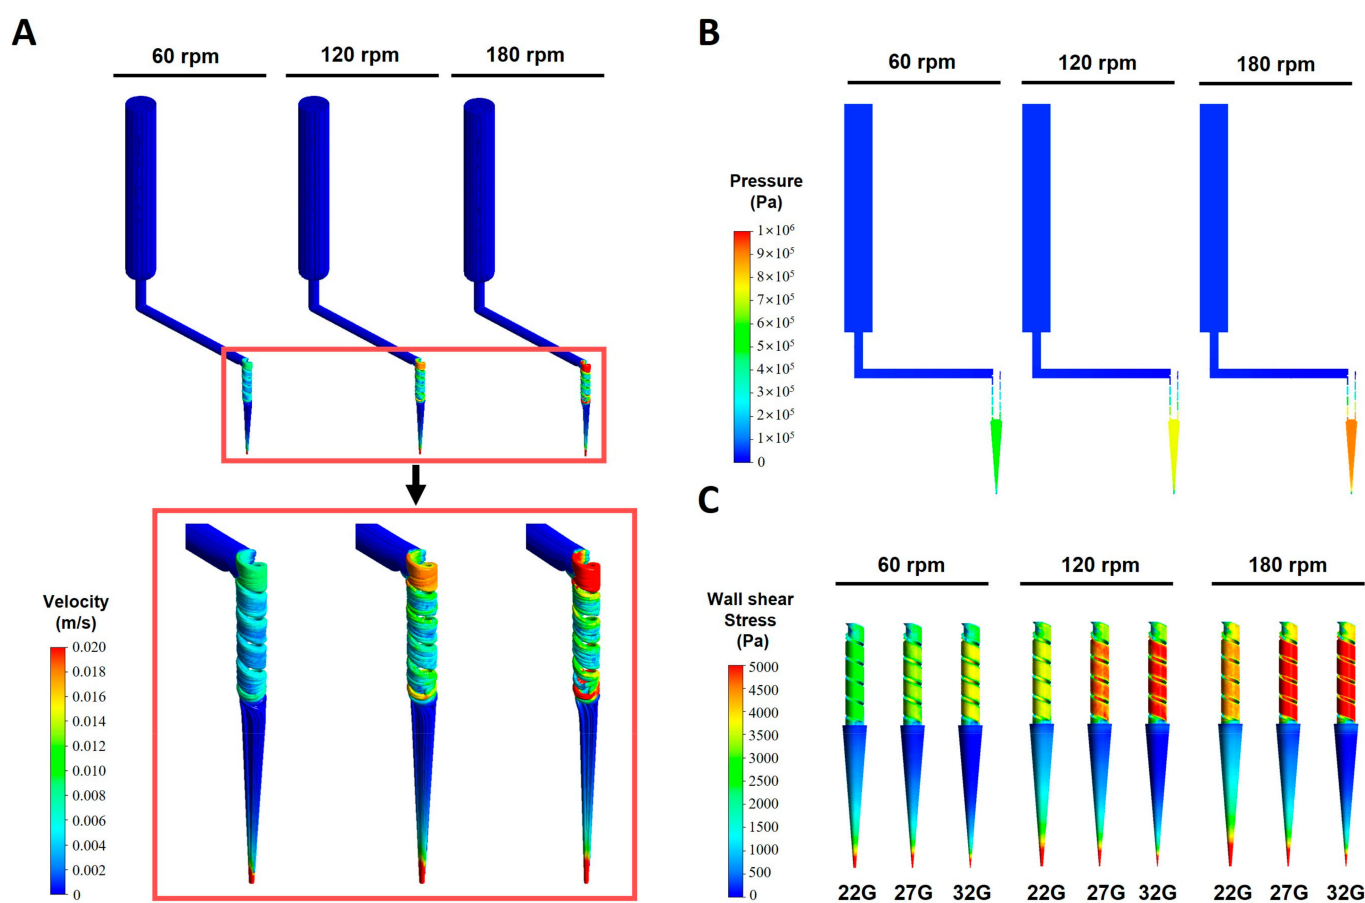 A
60 rpm
120 rpm
180 rpm
Velocity
(m/s)
0.020
0.018
0.016
0.014
0.012
0.010
0.008
0.006
0.004
0.002
0
B
60 rpm
120 rpm
180 rpm
Pressure
(Pa)
1×10⁶
9×10⁵
8×10⁵
7×10⁵
6×10⁵
5×10⁵
4×10⁵
3×10⁵
2×10⁵
1×10⁵
0
C
60 rpm
120 rpm
180 rpm
Wall shear
Stress
(Pa)
5000
4500
4000
3500
3000
2500
2000
1500
1000
500
0
22G 27G 32G 22G 27G 32G 22G 27G 32G